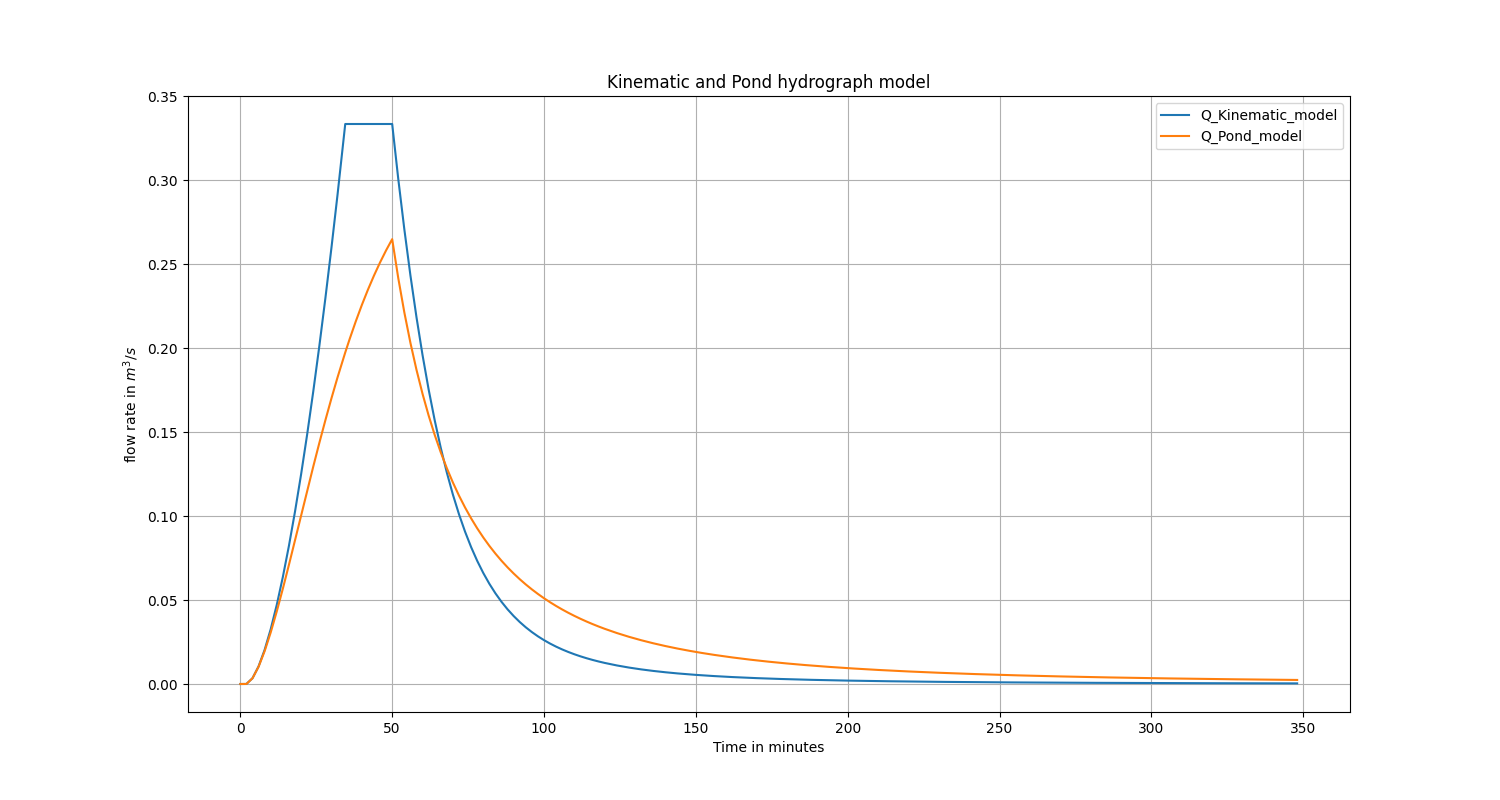 Kinematic and Pond hydrograph model
Q_Kinematic_model
Q_Pond_model
flow rate in m³/s
0.35
0.30
0.25
0.20
0.15
0.10
0.05
0.00
0 50 100 150 200 250 300 350
Time in minutes